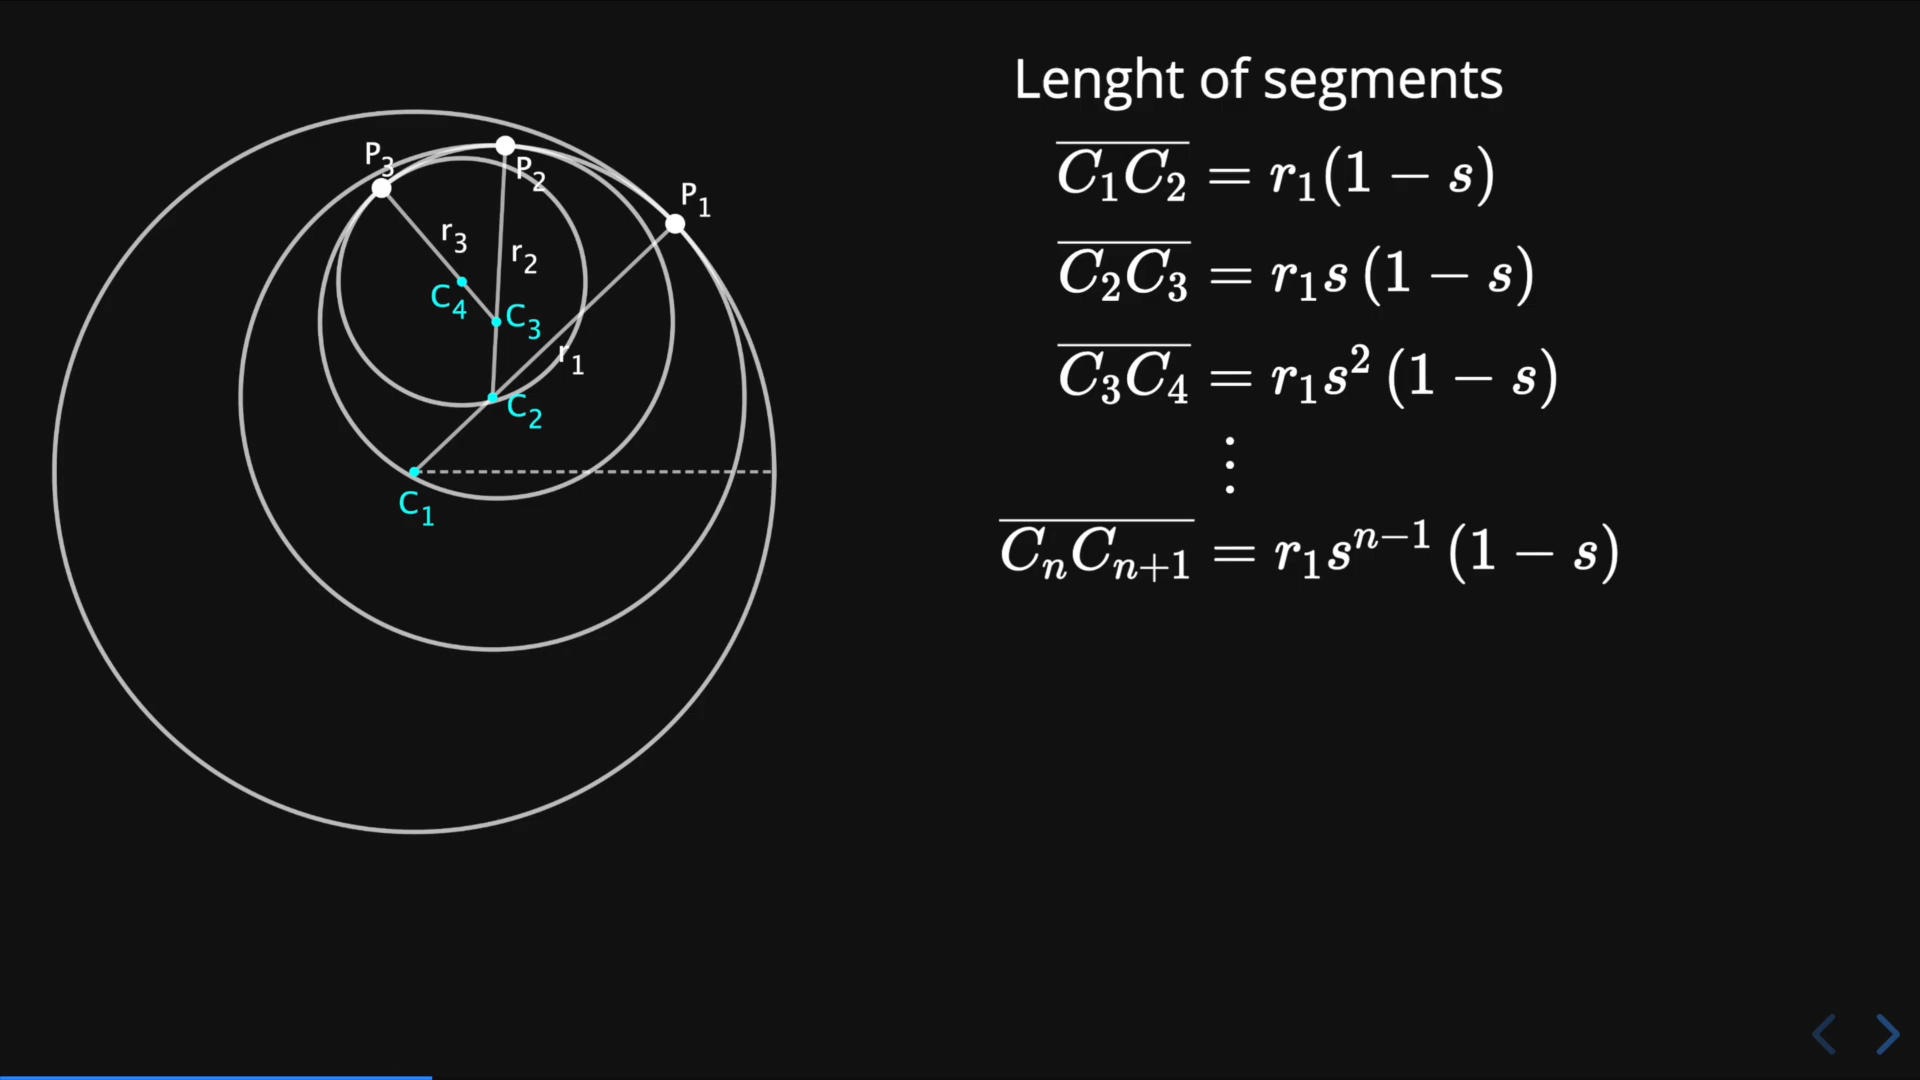 Lenght of segments
C₁C₂ = r₁(1 − s)
C₂C₃ = r₁s (1 − s)
C₃C₄ = r₁s² (1 − s)
⋮
CₙCₙ₊₁ = r₁sⁿ⁻¹ (1 − s)
P₃
P₂
P₁
r₃
r₂
r₁
C₄
C₃
C₂
C₁